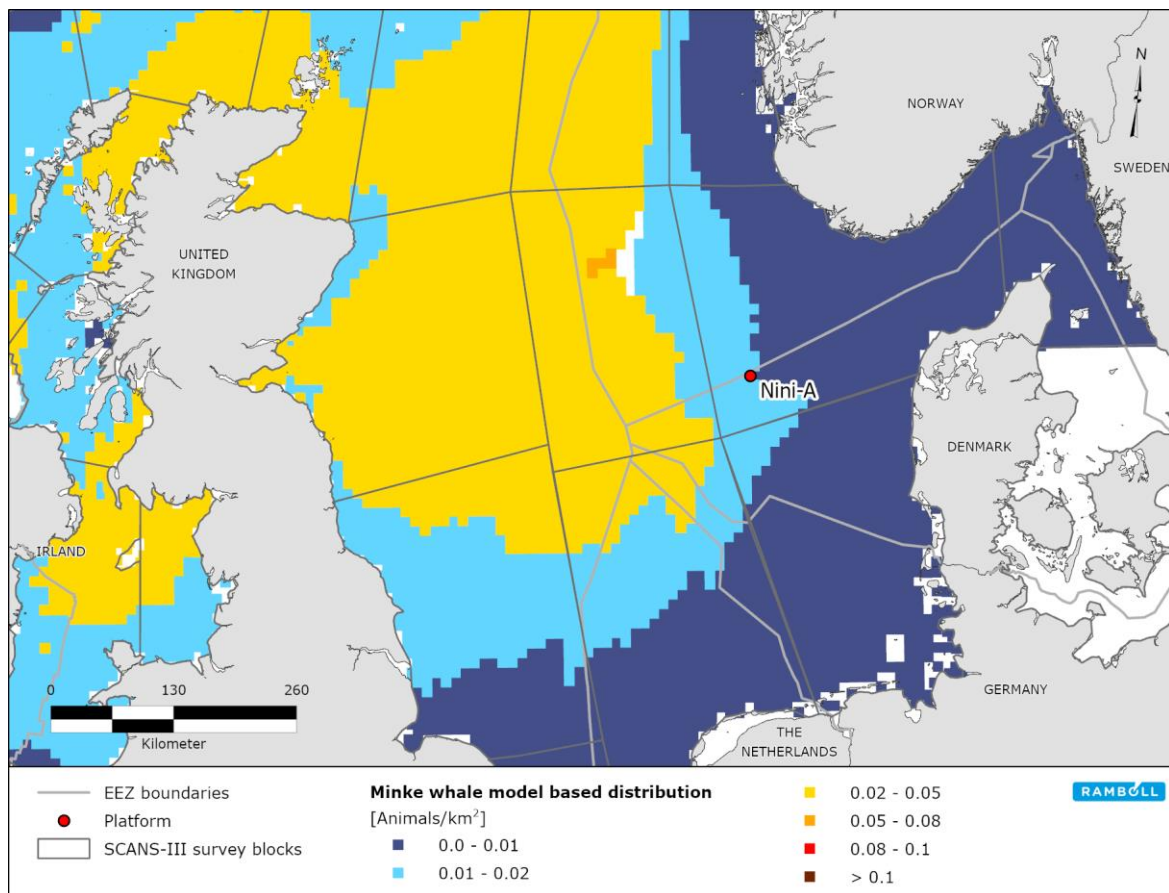 N
NORWAY
SWEDEN
UNITED
KINGDOM
Nini-A
DENMARK
IRLAND
GERMANY
THE
NETHERLANDS
0 130 260
Kilometer
EEZ boundaries
Platform
SCANS-III survey blocks
Minke whale model based distribution
[Animals/km²]
0.0 - 0.01
0.01 - 0.02
0.02 - 0.05
0.05 - 0.08
0.08 - 0.1
> 0.1
RAMBOLL